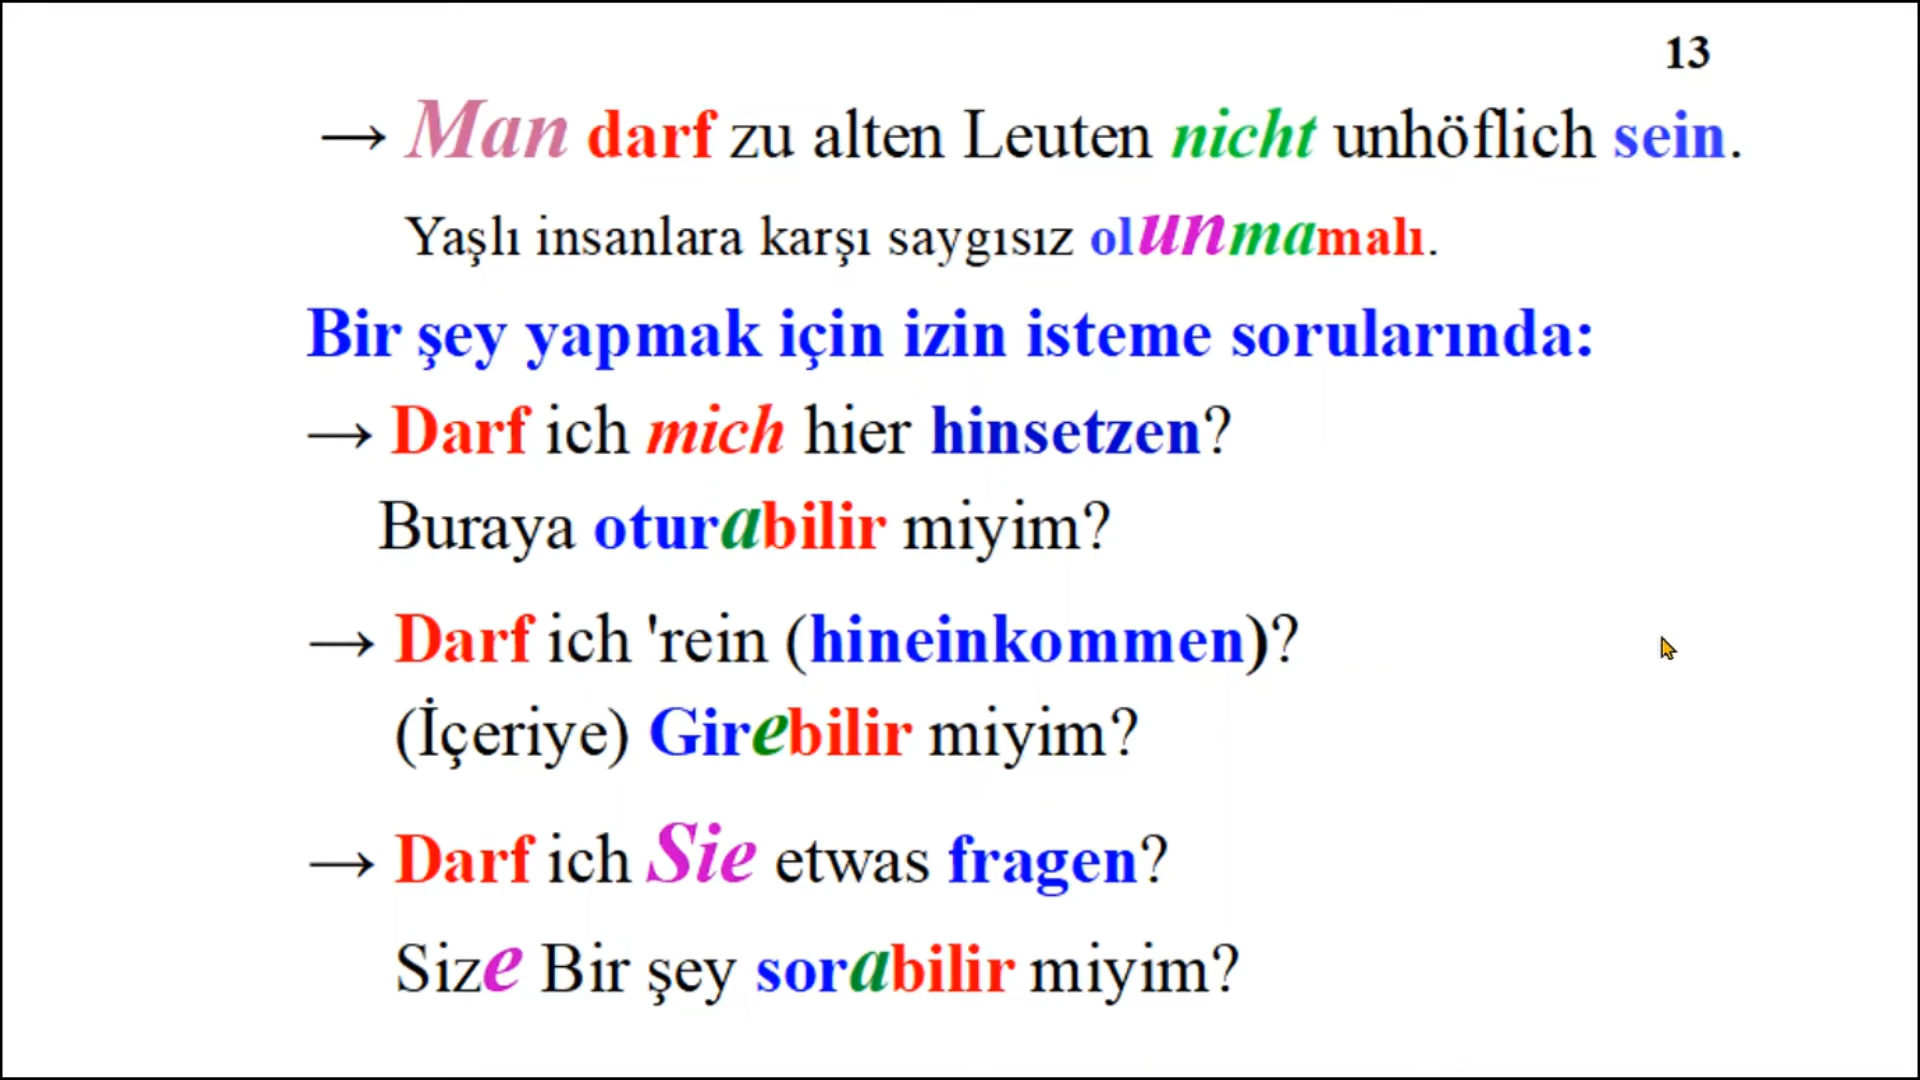 13
→ Man darf zu alten Leuten nicht unhöflich sein.
Yaşlı insanlara karşı saygısız olunmamalı.
Bir şey yapmak için izin isteme sorularında:
→ Darf ich mich hier hinsetzen?
Buraya oturabilir miyim?
→ Darf ich 'rein (hineinkommen)?
(İçeriye) Girebilir miyim?
→ Darf ich Sie etwas fragen?
Size Bir şey sorabilir miyim?